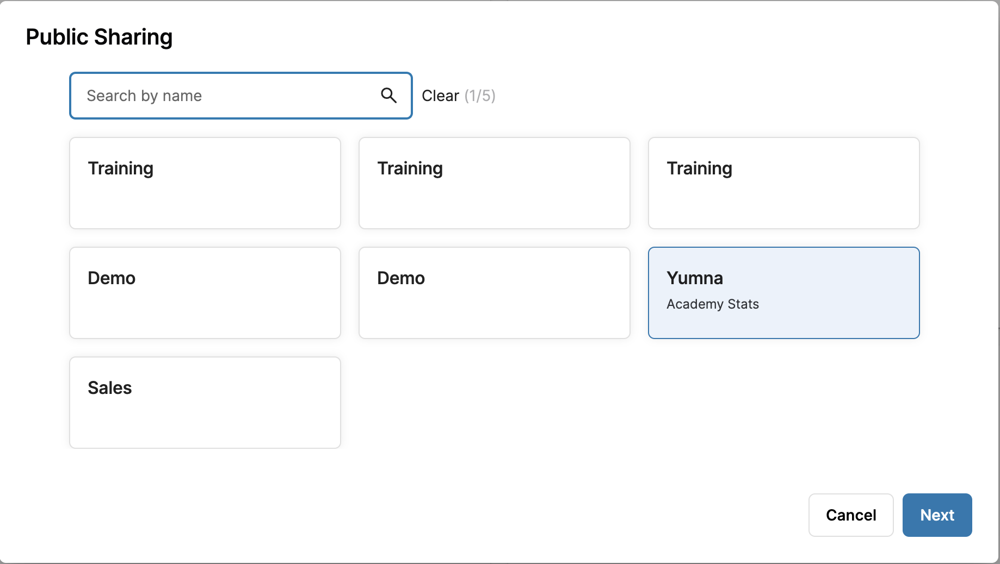 Public Sharing
Search by name
Clear (1/5)
Training
Training
Training
Demo
Demo
Yumna
Academy Stats
Sales
Cancel
Next